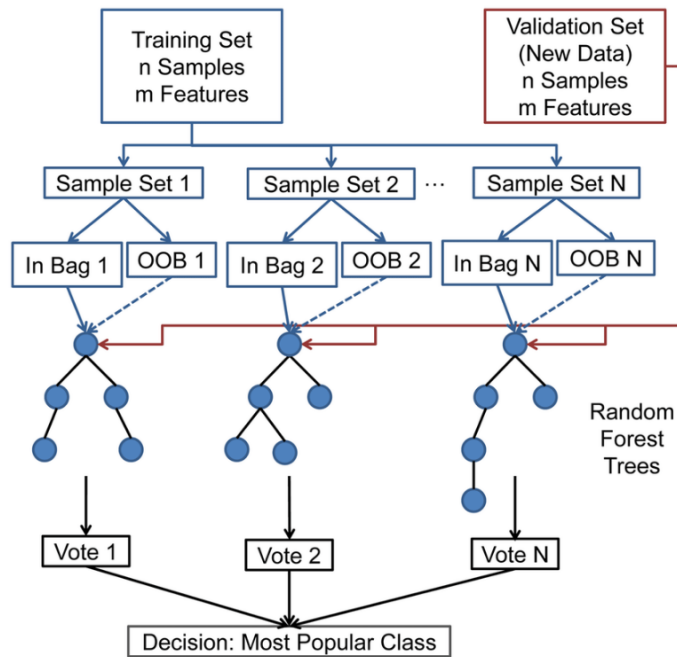 Training Set
n Samples
m Features
Validation Set
(New Data)
n Samples
m Features
Sample Set 1
Sample Set 2
...
Sample Set N
In Bag 1
OOB 1
In Bag 2
OOB 2
In Bag N
OOB N
Random
Forest
Trees
Vote 1
Vote 2
Vote N
Decision: Most Popular Class